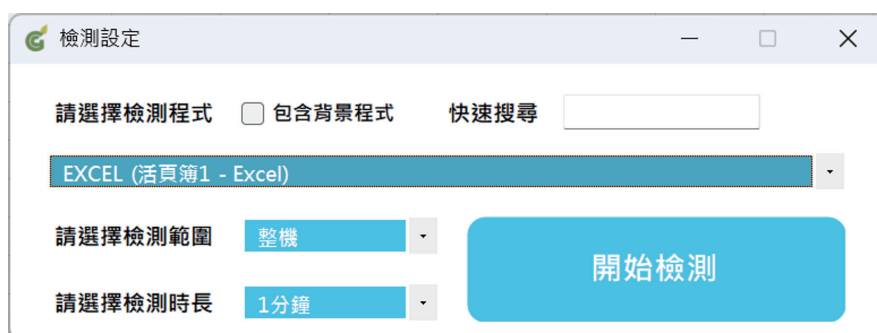 檢測設定
請選擇檢測程式 包含背景程式 快速搜尋
EXCEL (活頁簿1 - Excel)
請選擇檢測範圍 整機
開始檢測
請選擇檢測時長 1分鐘